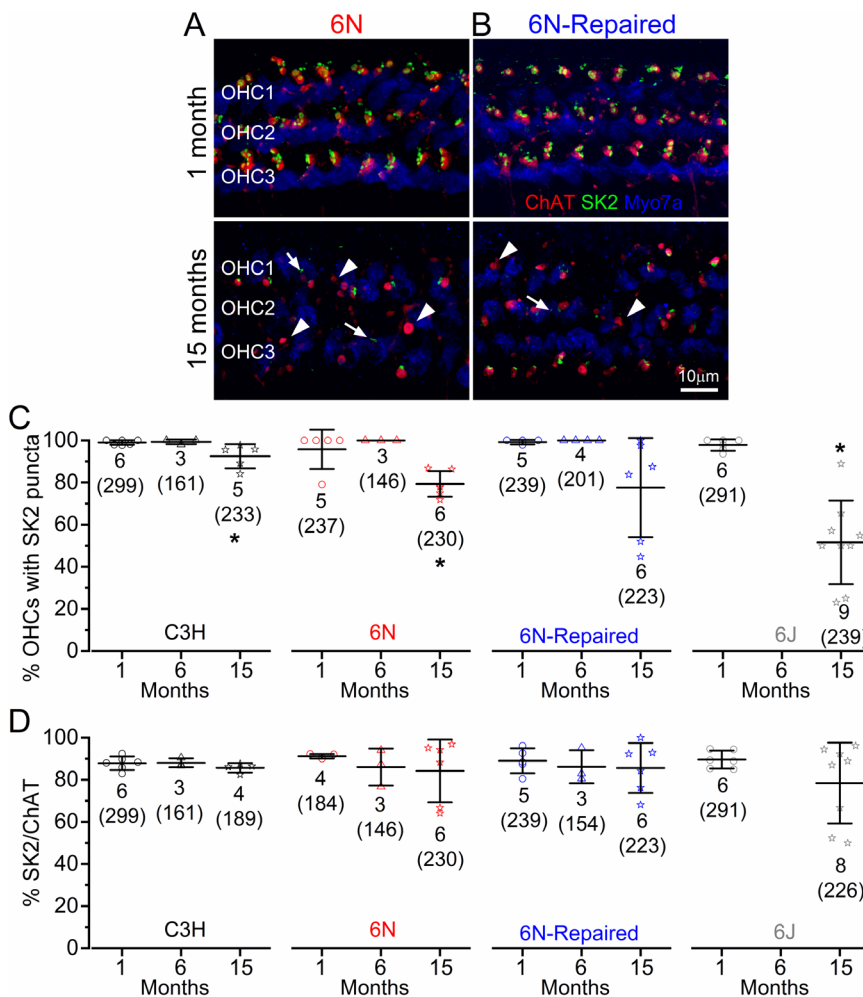 A 6N
B 6N-Repaired
1 month
OHC1
OHC2
OHC3
ChAT SK2 Myo7a
15 months
OHC1
OHC2
OHC3
10μm
C
% OHCs with SK2 puncta
100
80
60
40
20
0
6
(299)
3
(161)
5
(233)
*
C3H
1 6 15
Months
5
(237)
3
(146)
6
(230)
*
6N
1 6 15
Months
5
(239)
4
(201)
6
(223)
6N-Repaired
1 6 15
Months
6
(291)
*
9
(239)
6J
1 6 15
Months
D
% SK2/ChAT
100
80
60
40
20
0
6
(299)
3
(161)
4
(189)
C3H
1 6 15
Months
4
(184)
3
(146)
6
(230)
6N
1 6 15
Months
5
(239)
3
(154)
6
(223)
6N-Repaired
1 6 15
Months
6
(291)
8
(226)
6J
1 6 15
Months